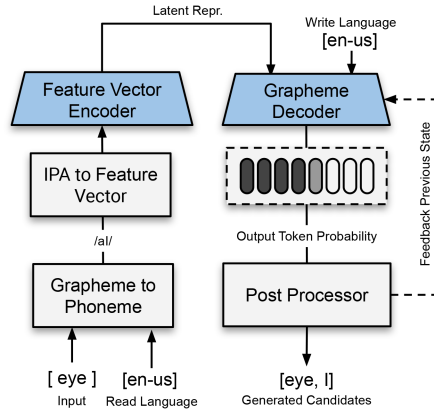 Latent Repr.
Write Language
[en-us]
Feature Vector
Encoder
Grapheme
Decoder
IPA to Feature
Vector
Feedback Previous State
/aI/
Output Token Probability
Grapheme to
Phoneme
Post Processor
[ eye ]
[en-us]
[eye, I]
Input
Read Language
Generated Candidates